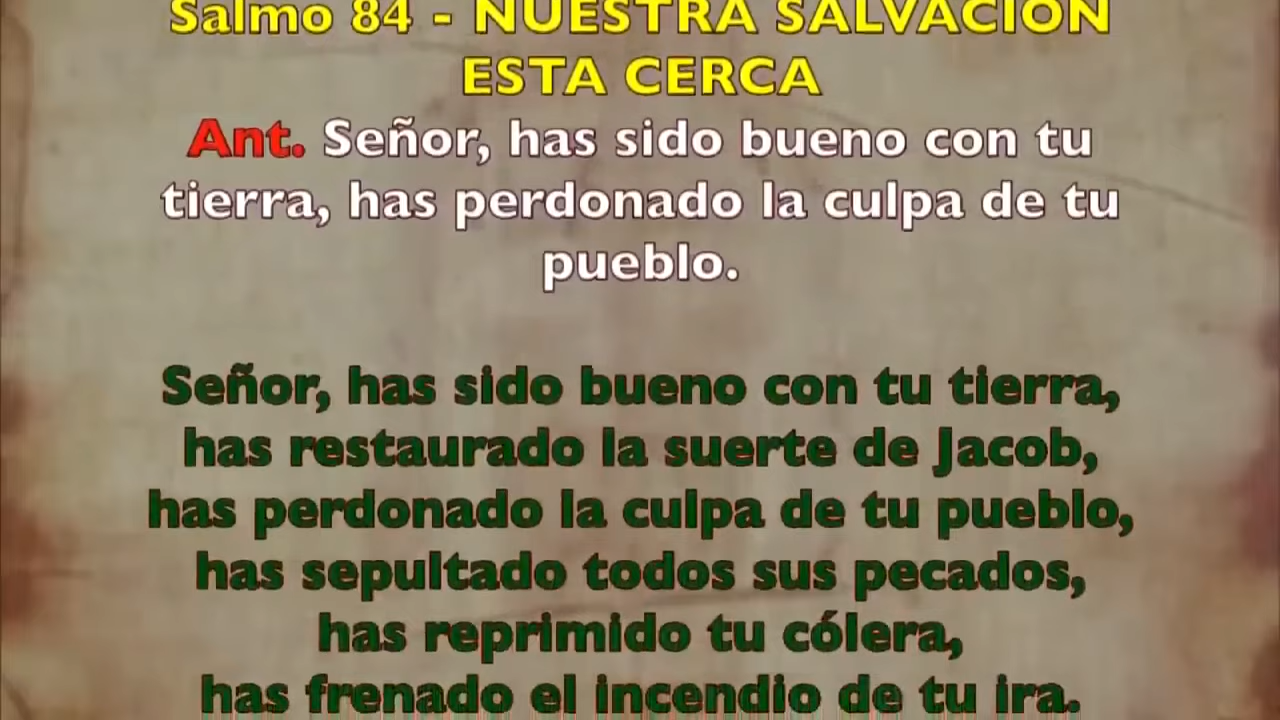 Salmo 84 - NUESTRA SALVACIÓN
ESTA CERCA
Ant. Señor, has sido bueno con tu
tierra, has perdonado la culpa de tu
pueblo.
Señor, has sido bueno con tu tierra,
has restaurado la suerte de Jacob,
has perdonado la culpa de tu pueblo,
has sepultado todos sus pecados,
has reprimido tu cólera,
has frenado el incendio de tu ira.